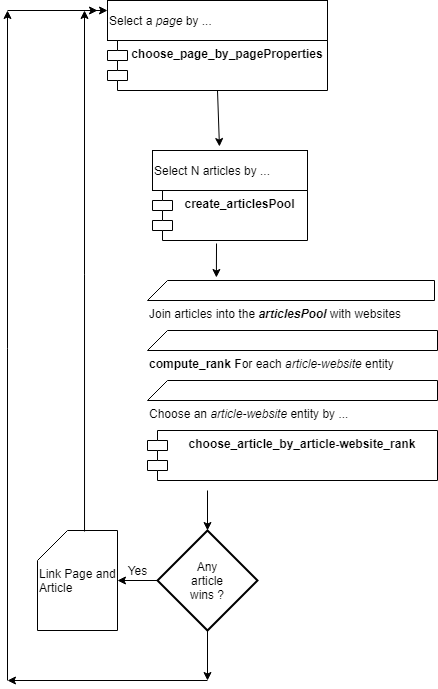 Select a page by ...
choose_page_by_pageProperties
Select N articles by ...
create_articlesPool
Join articles into the articlesPool with websites
compute_rank For each article-website entity
Choose an article-website entity by ...
choose_article_by_article-website_rank
Any
article
wins ?
Yes
Link Page and
Article